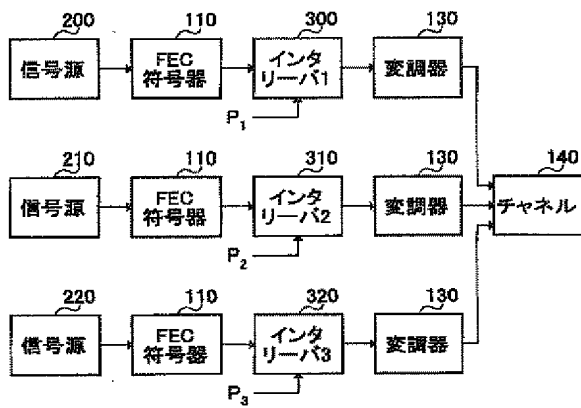 200 110 300 130
信号源
FEC
符号器
インタ
リーバ1
変調器
P1
210 110 310 130 140
信号源
FEC
符号器
インタ
リーバ2
変調器
チャネル
P2
220 110 320 130
信号源
FEC
符号器
インタ
リーバ3
変調器
P3